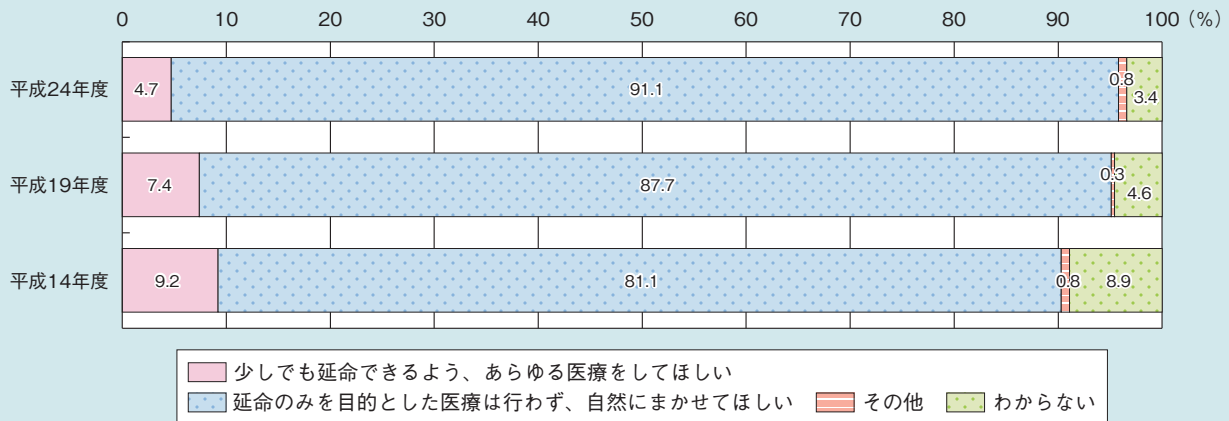 0 10 20 30 40 50 60 70 80 90 100（%）
平成24年度 4.7 91.1 0.8 3.4
平成19年度 7.4 87.7 0.3 4.6
平成14年度 9.2 81.1 0.8 8.9
少しでも延命できるよう、あらゆる医療をしてほしい
延命のみを目的とした医療は行わず、自然にまかせてほしい その他 わからない